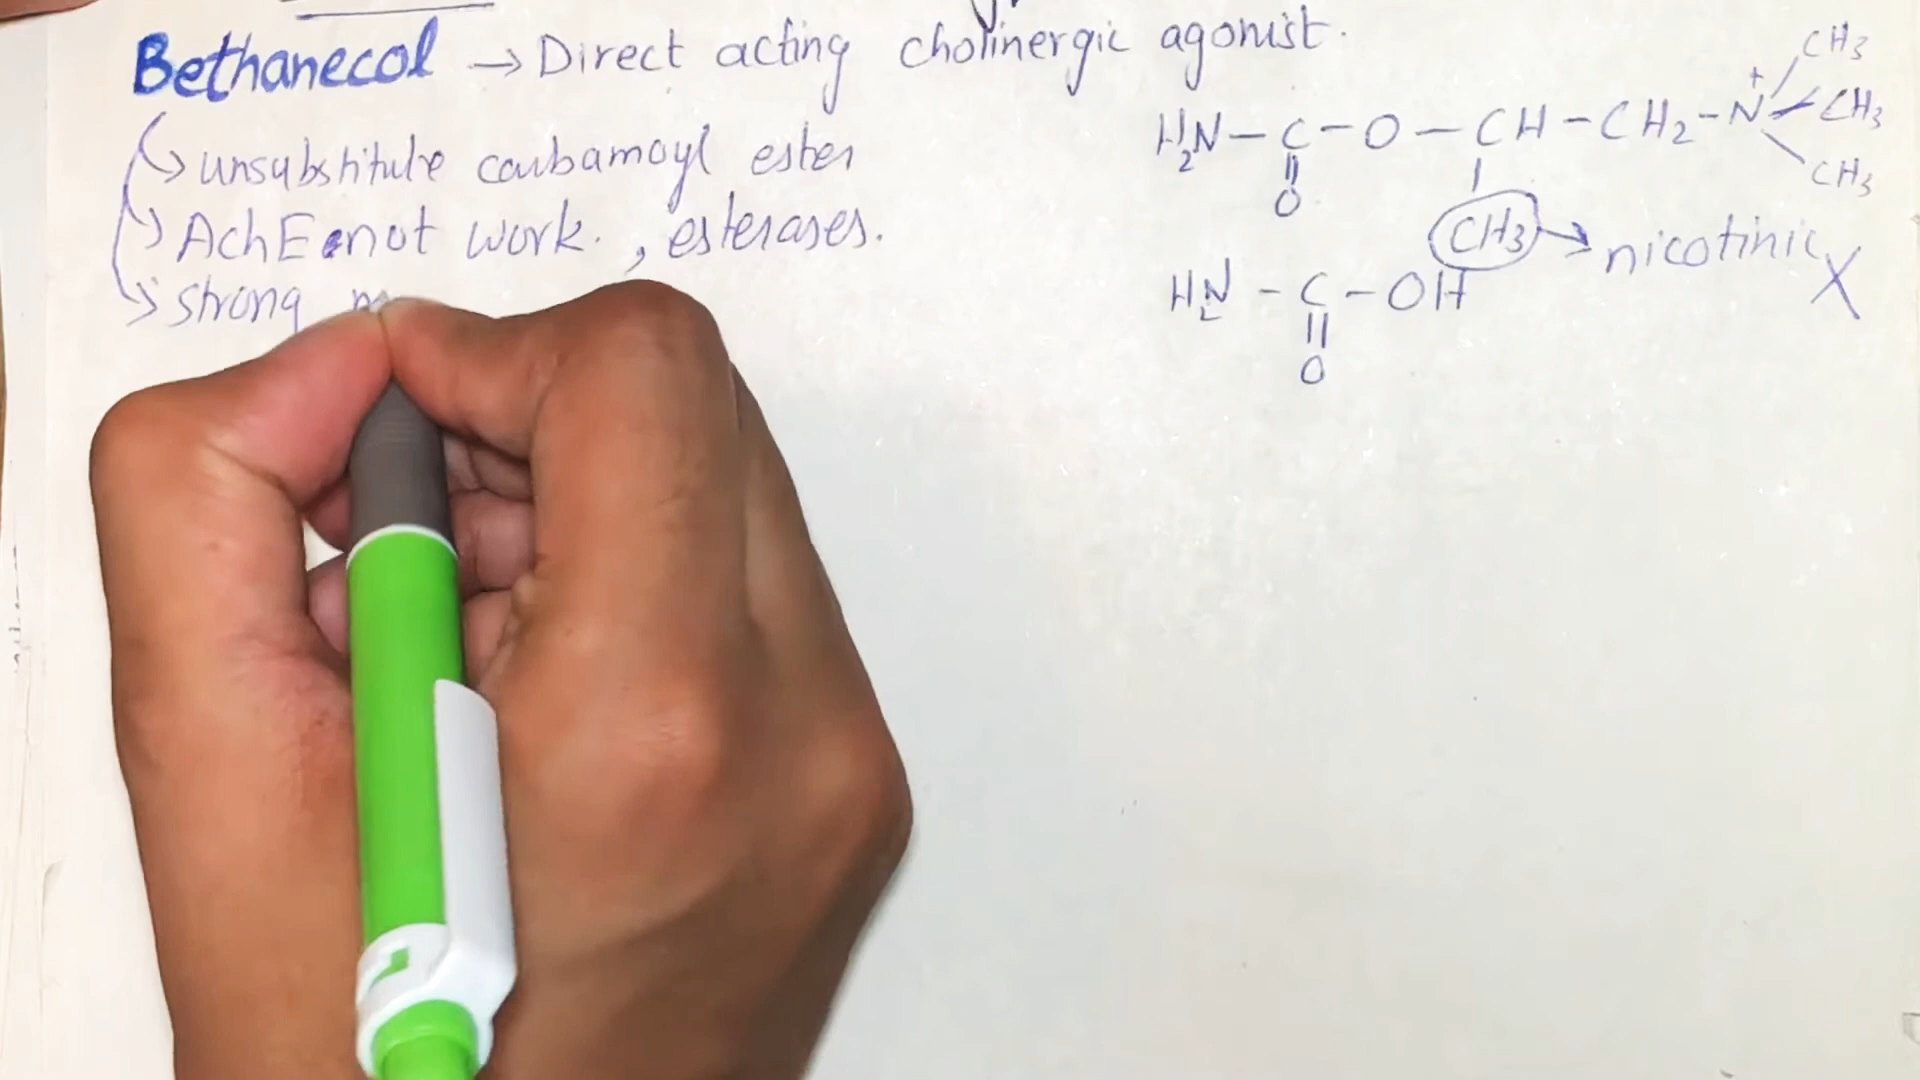 Bethanecol → Direct acting cholinergic agonist.
↳ unsubstitute carbamoyl ester
↳ AchE not work. , esterases.
↳ strong m
H2N – C – O – CH – CH2 – N+
CH3
CH3
CH3
O
CH3 → nicotinic X
H2N – C – OH
O